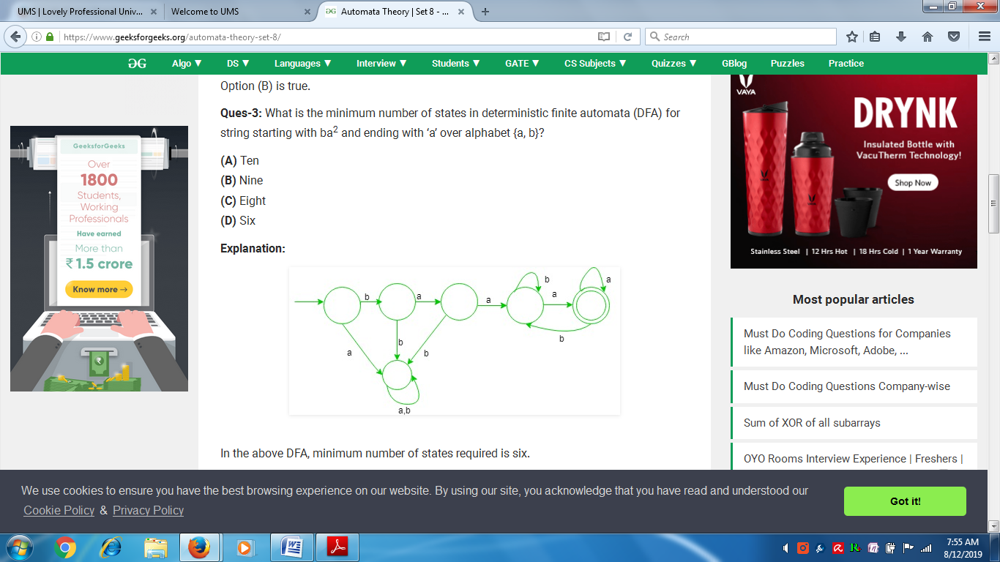 UMS | Lovely Professional Univ...
Welcome to UMS
Automata Theory | Set 8 - ...
https://www.geeksforgeeks.org/automata-theory-set-8/
Search
Algo ▼ DS ▼ Languages ▼ Interview ▼ Students ▼ GATE ▼ CS Subjects ▼ Quizzes ▼ GBlog Puzzles Practice
GeeksforGeeks
Over
1800
Students,
Working
Professionals
Have earned
More than
₹ 1.5 crore
Know more →
Option (B) is true.
Ques-3: What is the minimum number of states in deterministic finite automata (DFA) for
string starting with ba² and ending with ‘a’ over alphabet {a, b}?
(A) Ten
(B) Nine
(C) Eight
(D) Six
Explanation:
b
a
a
b
a
a
b
a
b
b
a,b
In the above DFA, minimum number of states required is six.
VAYA
DRYNK
Insulated Bottle with
VacuTherm Technology!
Shop Now
Stainless Steel | 12 Hrs Hot | 18 Hrs Cold | 1 Year Warranty
Most popular articles
Must Do Coding Questions for Companies
like Amazon, Microsoft, Adobe, ...
Must Do Coding Questions Company-wise
Sum of XOR of all subarrays
OYO Rooms Interview Experience | Freshers |
We use cookies to ensure you have the best browsing experience on our website. By using our site, you acknowledge that you have read and understood our
Cookie Policy & Privacy Policy
Got it!
7:55 AM
8/12/2019